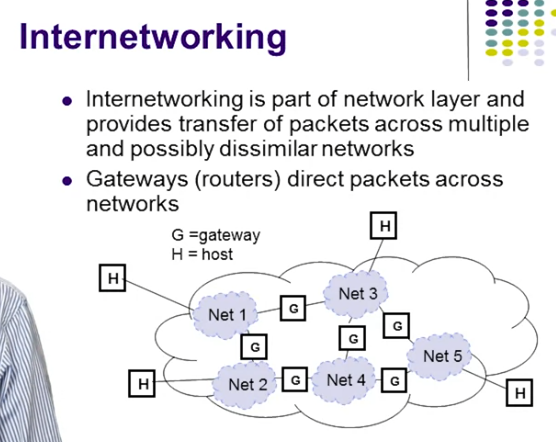 Internetworking
Internetworking is part of network layer and
provides transfer of packets across multiple
and possibly dissimilar networks
Gateways (routers) direct packets across
networks
G =gateway
H = host
H
H
Net 1
G
Net 3
G
G
G
H
Net 2
G
Net 4
G
Net 5
H